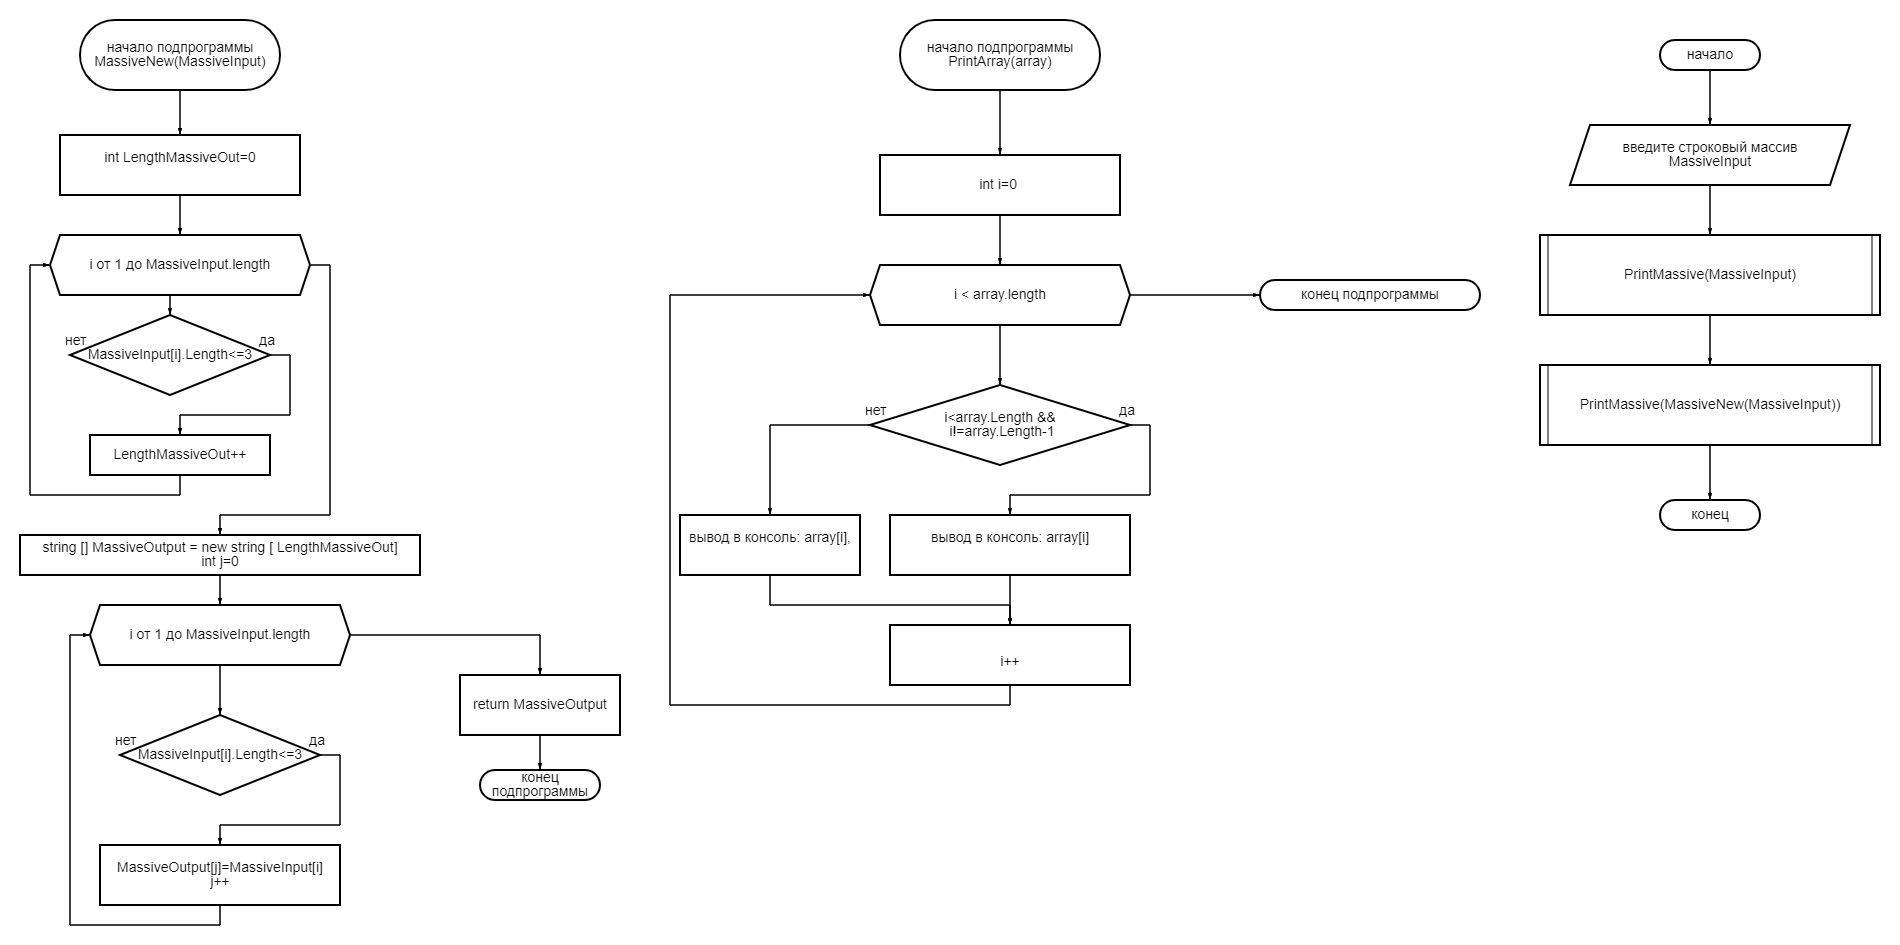 начало подпрограммы
MassiveNew(MassiveInput)
int LengthMassiveOut=0
i от 1 до MassiveInput.length
нет
да
MassiveInput[i].Length<=3
LengthMassiveOut++
string [] MassiveOutput = new string [ LengthMassiveOut]
int j=0
i от 1 до MassiveInput.length
return MassiveOutput
нет
да
MassiveInput[i].Length<=3
конец
подпрограммы
MassiveOutput[j]=MassiveInput[i]
j++
начало подпрограммы
PrintArray(array)
int i=0
i < array.length
конец подпрограммы
нет
да
i<array.Length &&
i!=array.Length-1
вывод в консоль: array[i],
вывод в консоль: array[i]
i++
начало
введите строковый массив
MassiveInput
PrintMassive(MassiveInput)
PrintMassive(MassiveNew(MassiveInput))
конец